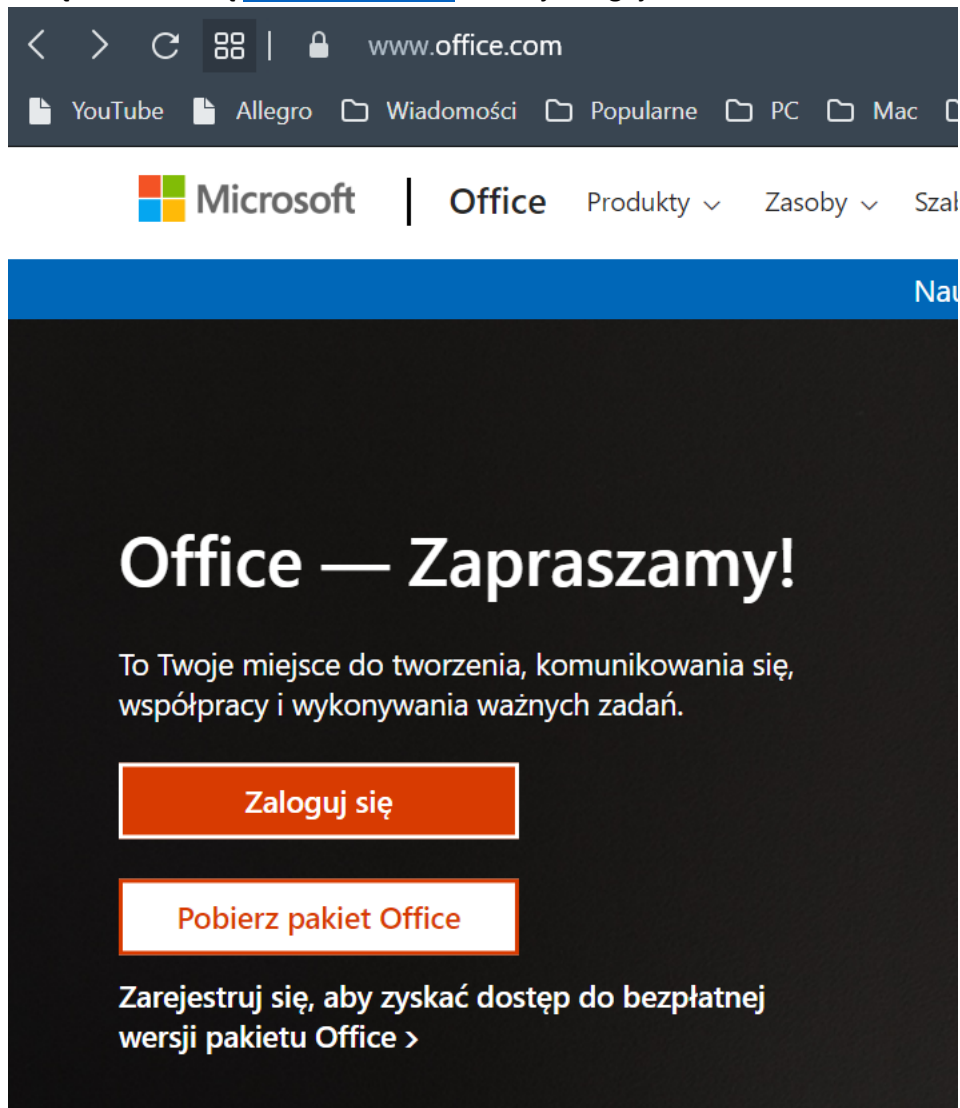 www.office.com
YouTube Allegro Wiadomości Popularne PC Mac
Microsoft Office Produkty Zasoby
Office — Zapraszamy!
To Twoje miejsce do tworzenia, komunikowania się,
współpracy i wykonywania ważnych zadań.
Zaloguj się
Pobierz pakiet Office
Zarejestruj się, aby zyskać dostęp do bezpłatnej
wersji pakietu Office >